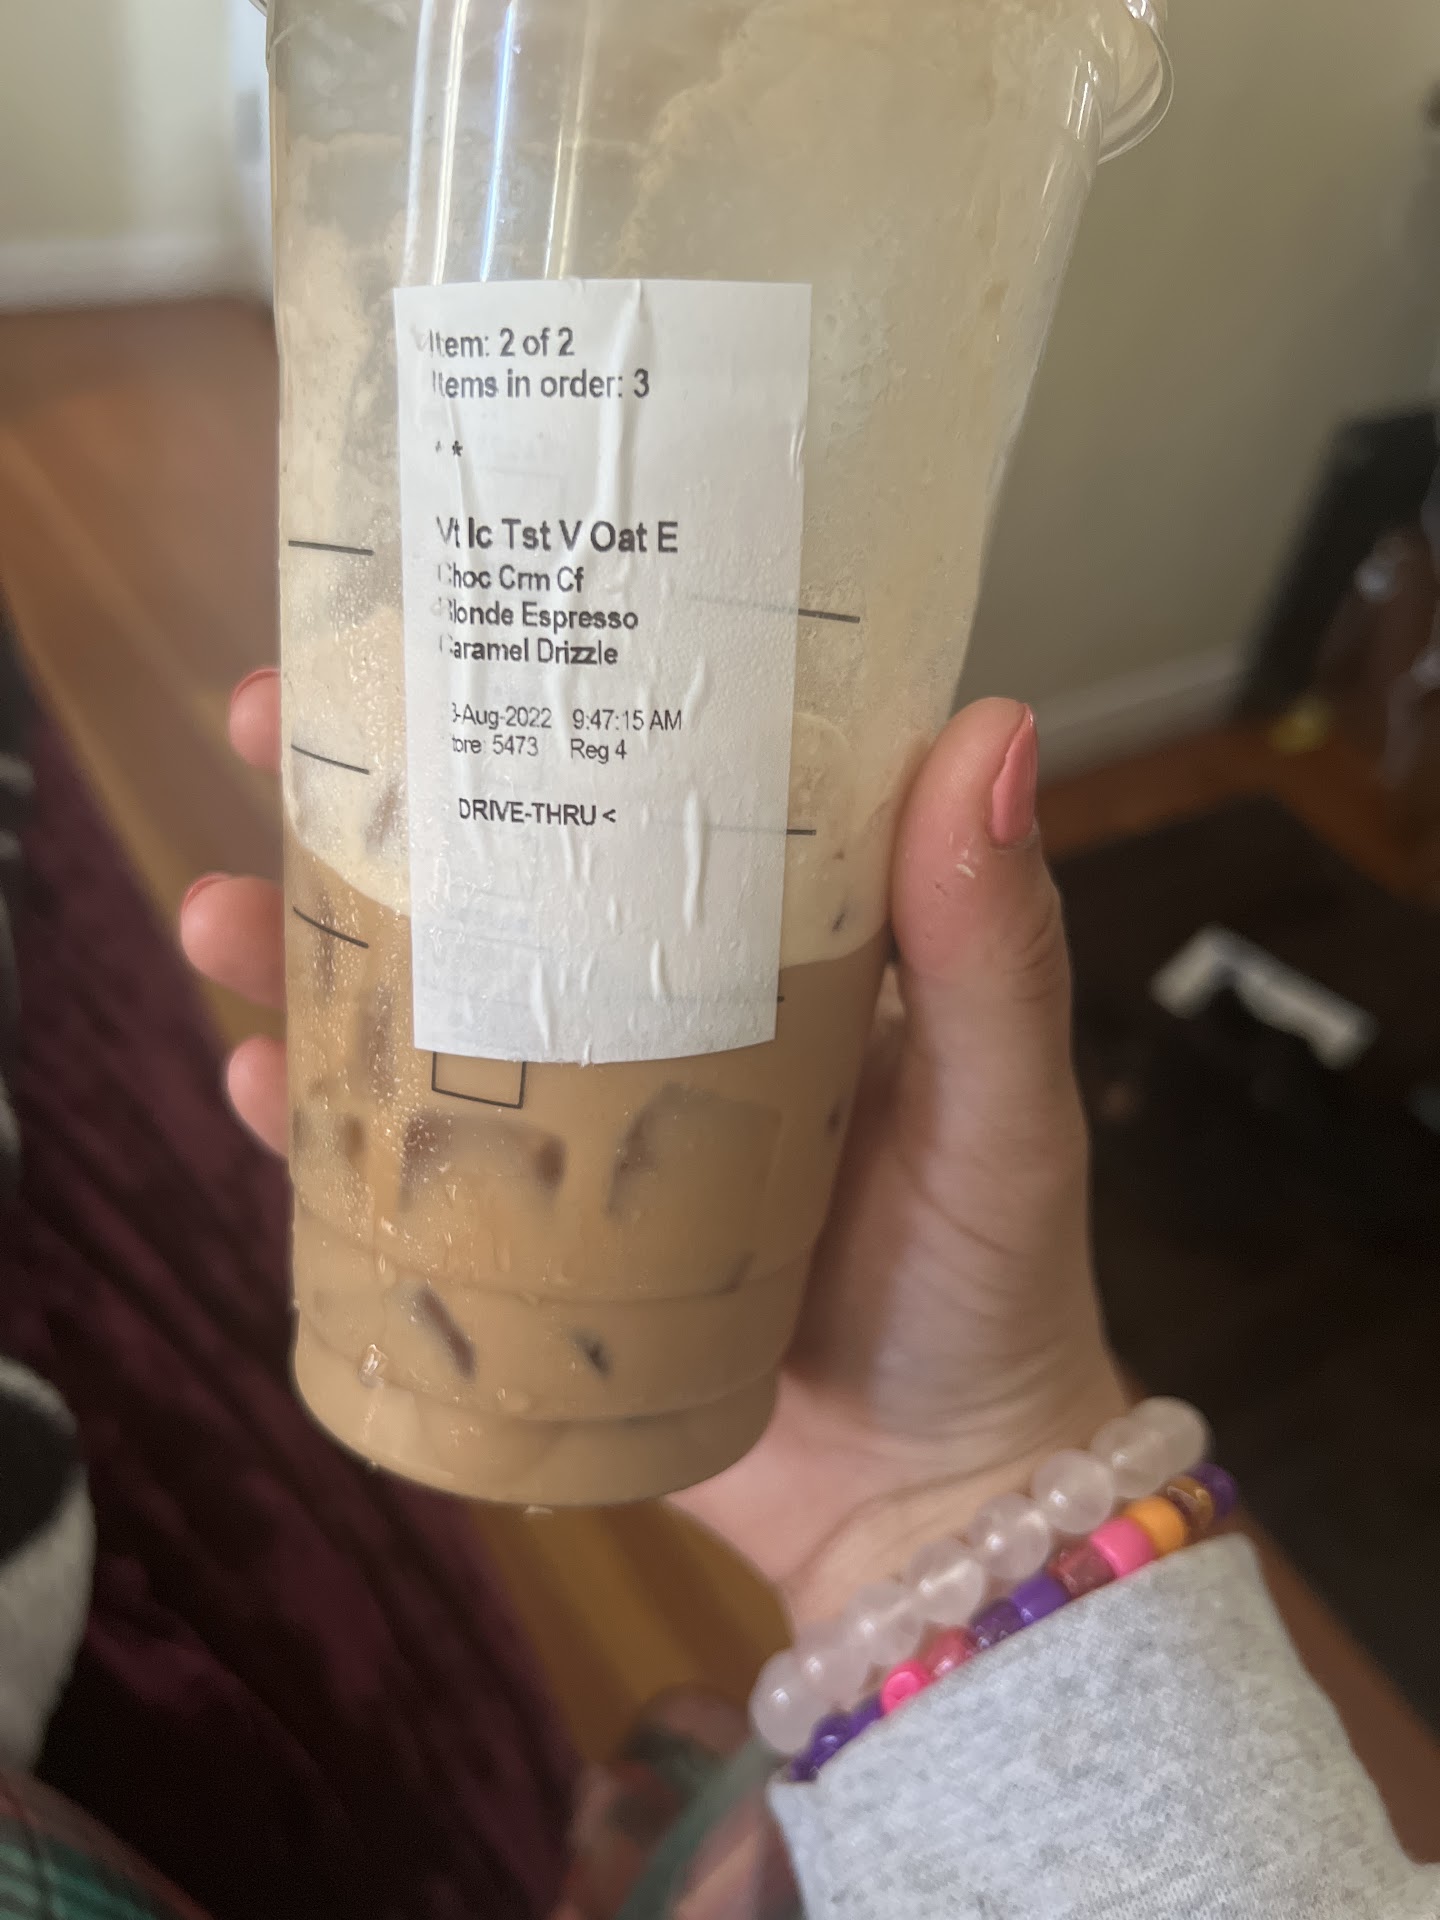 Item: 2 of 2
Items in order: 3
* *
Vt Ic Tst V Oat E
Choc Crm Cf
Blonde Espresso
Caramel Drizzle
-Aug-2022 9:47:15 AM
tore: 5473 Reg 4
DRIVE-THRU <